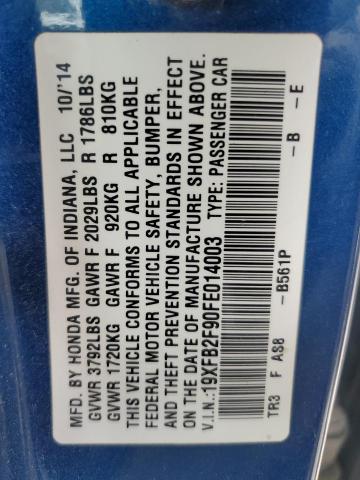 MFD. BY HONDA MFG. OF INDIANA, LLC 10/'14
GVWR 3792LBS GAWR F 2029LBS R 1786LBS
GVWR 1720KG GAWR F 920KG R 810KG
THIS VEHICLE CONFORMS TO ALL APPLICABLE
FEDERAL MOTOR VEHICLE SAFETY, BUMPER,
AND THEFT PREVENTION STANDARDS IN EFFECT
ON THE DATE OF MANUFACTURE SHOWN ABOVE.
V.I.N.:19XFB2F90FE014003 TYPE: PASSENGER CAR
TR3 F AS8 -B561P -B -E